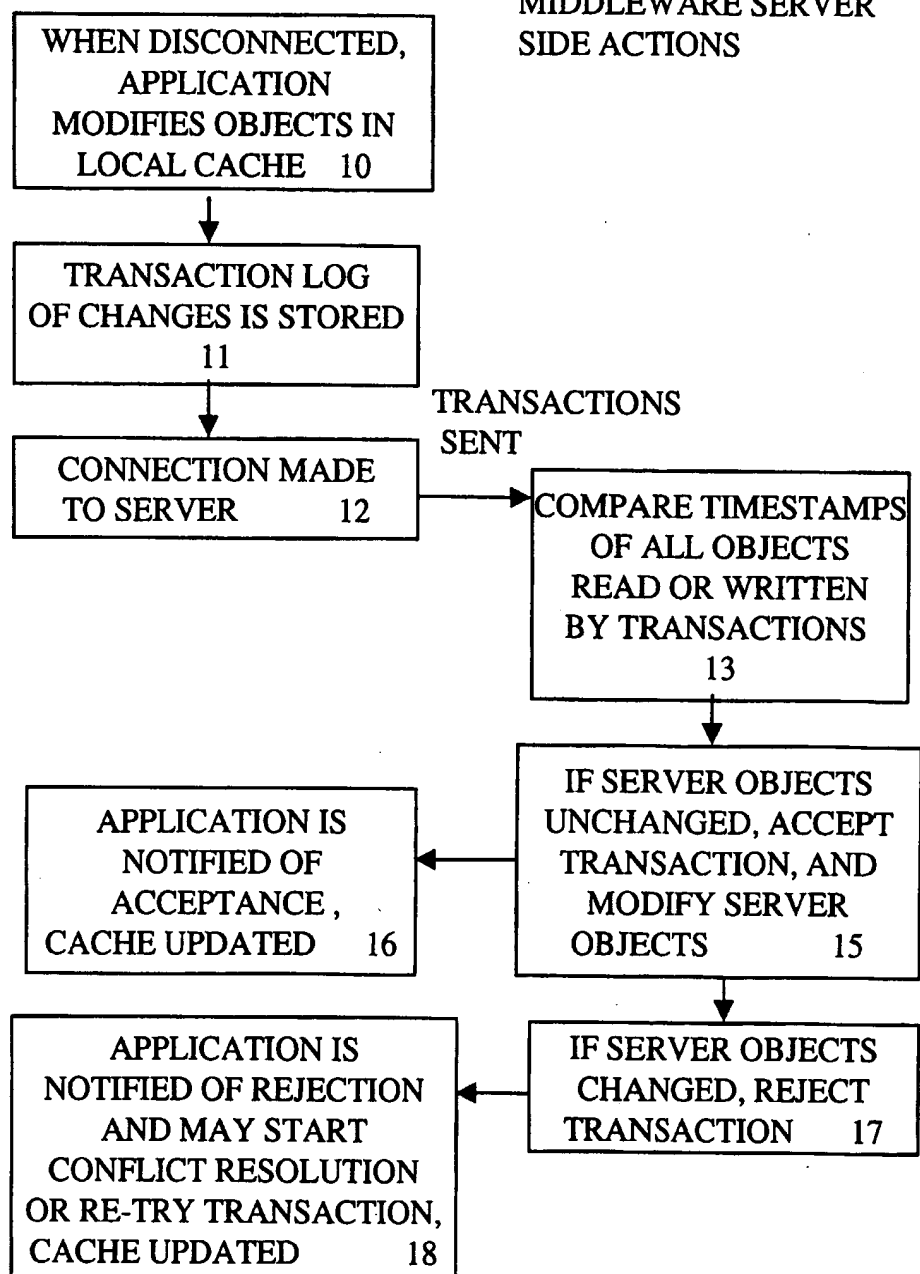 MIDDLEWARE SERVER
SIDE ACTIONS
WHEN DISCONNECTED,
APPLICATION
MODIFIES OBJECTS IN
LOCAL CACHE 10
TRANSACTION LOG
OF CHANGES IS STORED
11
TRANSACTIONS
SENT
CONNECTION MADE
TO SERVER 12
COMPARE TIMESTAMPS
OF ALL OBJECTS
READ OR WRITTEN
BY TRANSACTIONS
13
IF SERVER OBJECTS
UNCHANGED, ACCEPT
TRANSACTION, AND
MODIFY SERVER
OBJECTS 15
APPLICATION IS
NOTIFIED OF
ACCEPTANCE ,
CACHE UPDATED 16
IF SERVER OBJECTS
CHANGED, REJECT
TRANSACTION 17
APPLICATION IS
NOTIFIED OF REJECTION
AND MAY START
CONFLICT RESOLUTION
OR RE-TRY TRANSACTION,
CACHE UPDATED 18